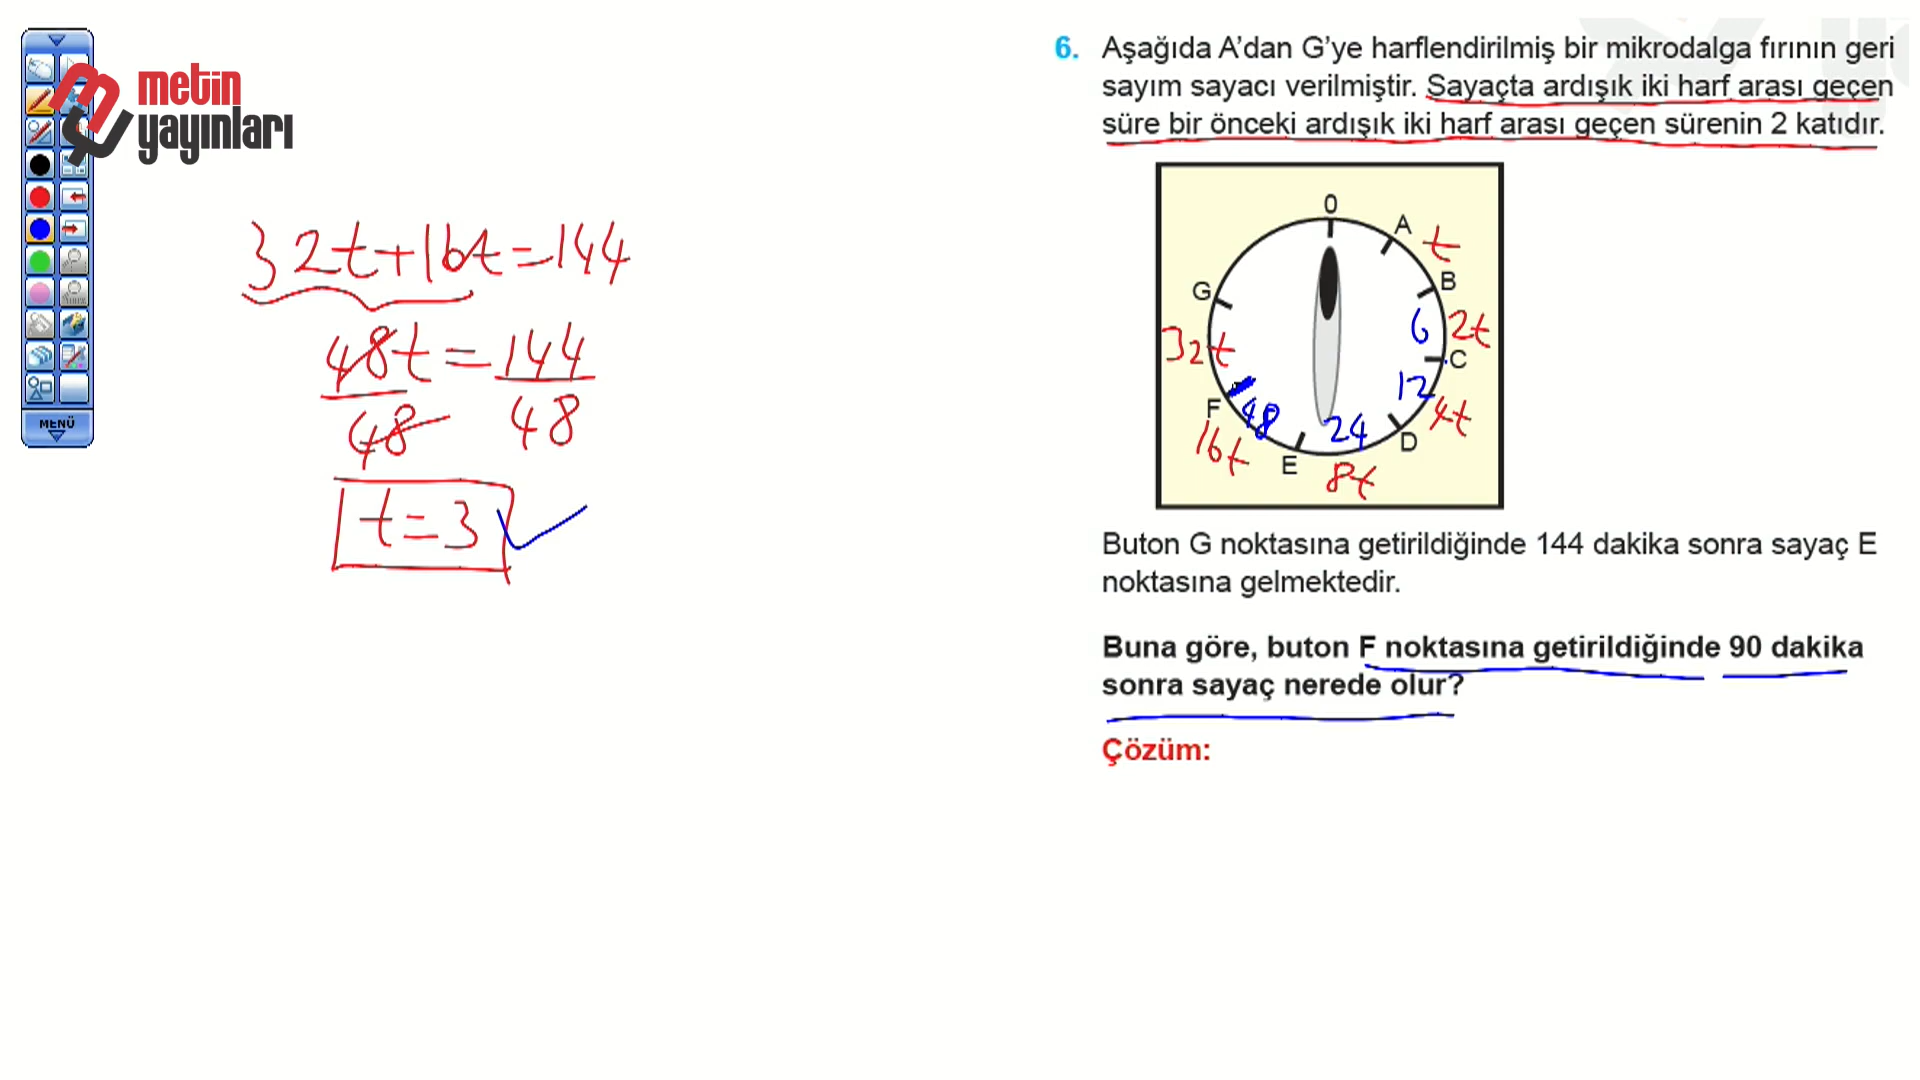 metin
yayınları
MENÜ
32t+16t=144
48t = 144
48 48
t=3
6. Aşağıda A’dan G’ye harflendirilmiş bir mikrodalga fırının geri
sayım sayacı verilmiştir. Sayaçta ardışık iki harf arası geçen
süre bir önceki ardışık iki harf arası geçen sürenin 2 katıdır.
0
A
t
B
G
6 2t
32t
C
12
4t
F
48
24
D
16t
E
8t
Buton G noktasına getirildiğinde 144 dakika sonra sayaç E
noktasına gelmektedir.
Buna göre, buton F noktasına getirildiğinde 90 dakika
sonra sayaç nerede olur?
Çözüm: